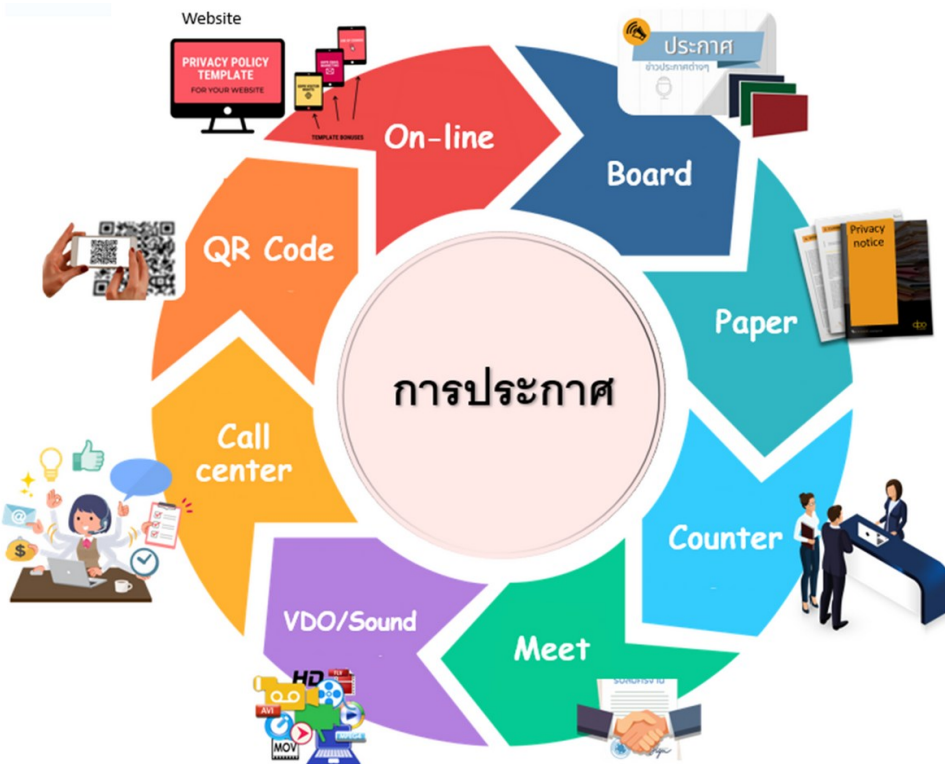 Website
PRIVACY POLICY
TEMPLATE
FOR YOUR WEBSITE
TEMPLATE BONUSES
On-line
ประกาศ
ข่าวประกาศต่างๆ
Board
Privacy
notice
dpo
Paper
Counter
Meet
VDO/Sound
HD
AVI
MOV
Call
center
QR Code
การประกาศ